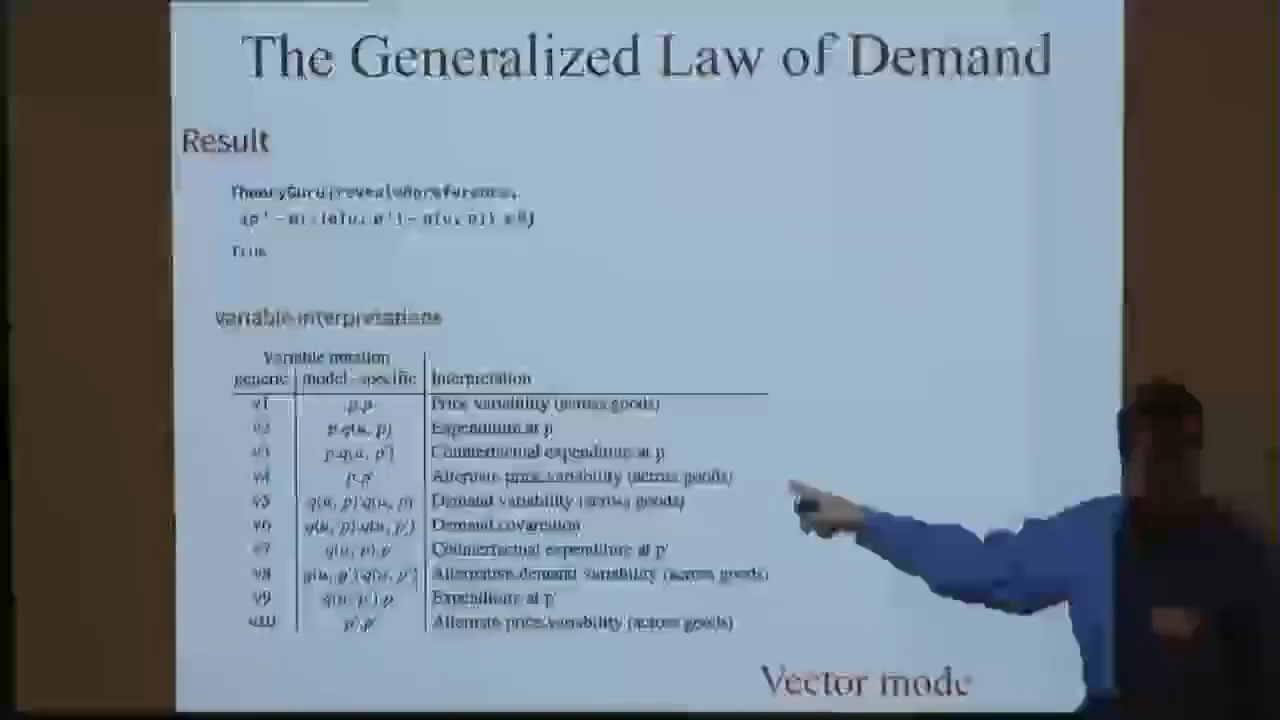 The Generalized Law of Demand
Result
TheoryGuru[revealedpreference,
(p' - p).(q(u, p') - q(u, p)) ≤ 0]
True
variable interpretations
Variable notation
generic model-specific Interpretation
v1 p.p Price variability (across goods)
v2 p.q(u, p) Expenditure at p
v3 p.q(u, p') Counterfactual expenditure at p
v4 p.p' Alternate price variability (across goods)
v5 q(u, p).q(u, p) Demand variability (across goods)
v6 q(u, p).q(u, p') Demand covariation
v7 q(u, p).p' Counterfactual expenditure at p'
v8 q(u, p').q(u, p') Alternative demand variability (across goods)
v9 q(u, p').p' Expenditure at p'
v10 p'.p' Alternate price variability (across goods)
Vector mode